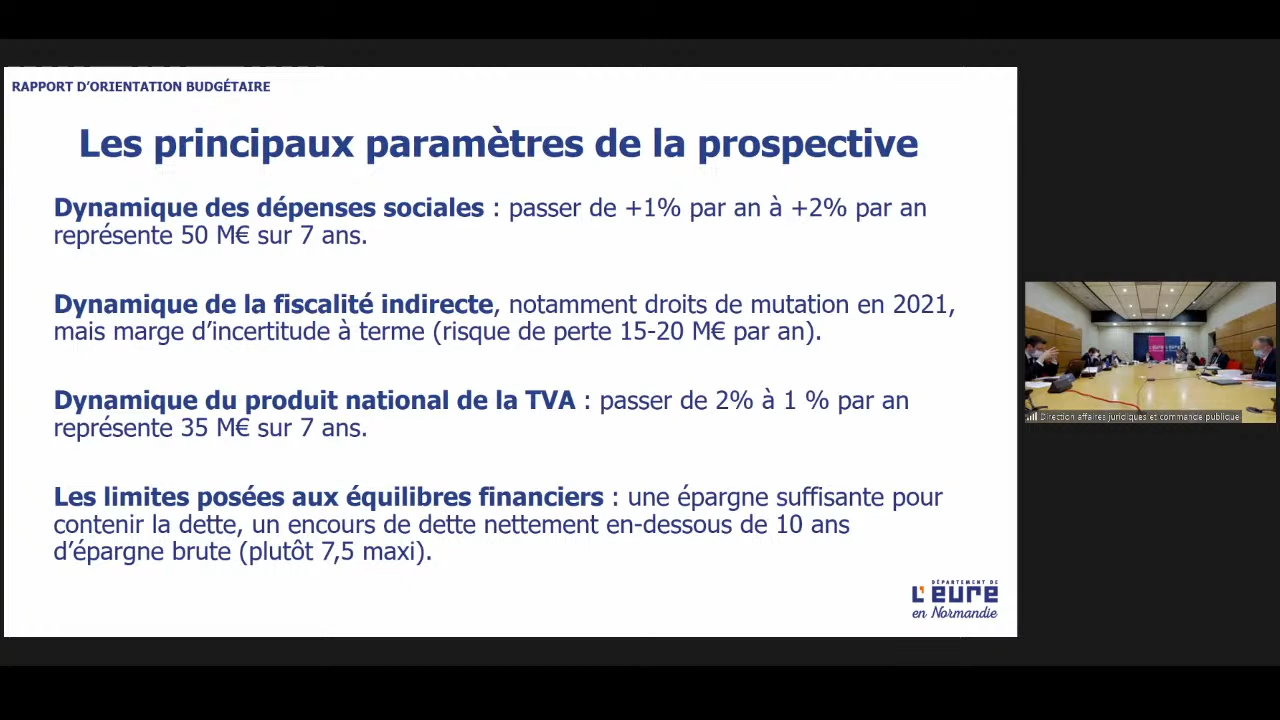 RAPPORT D'ORIENTATION BUDGÉTAIRE
Les principaux paramètres de la prospective
Dynamique des dépenses sociales : passer de +1% par an à +2% par an
représente 50 M€ sur 7 ans.
Dynamique de la fiscalité indirecte, notamment droits de mutation en 2021,
mais marge d'incertitude à terme (risque de perte 15-20 M€ par an).
Dynamique du produit national de la TVA : passer de 2% à 1 % par an
représente 35 M€ sur 7 ans.
Les limites posées aux équilibres financiers : une épargne suffisante pour
contenir la dette, un encours de dette nettement en-dessous de 10 ans
d'épargne brute (plutôt 7,5 maxi).
DÉPARTEMENT DE
L'EURE
en Normandie
Direction affaires juridiques et commande publique